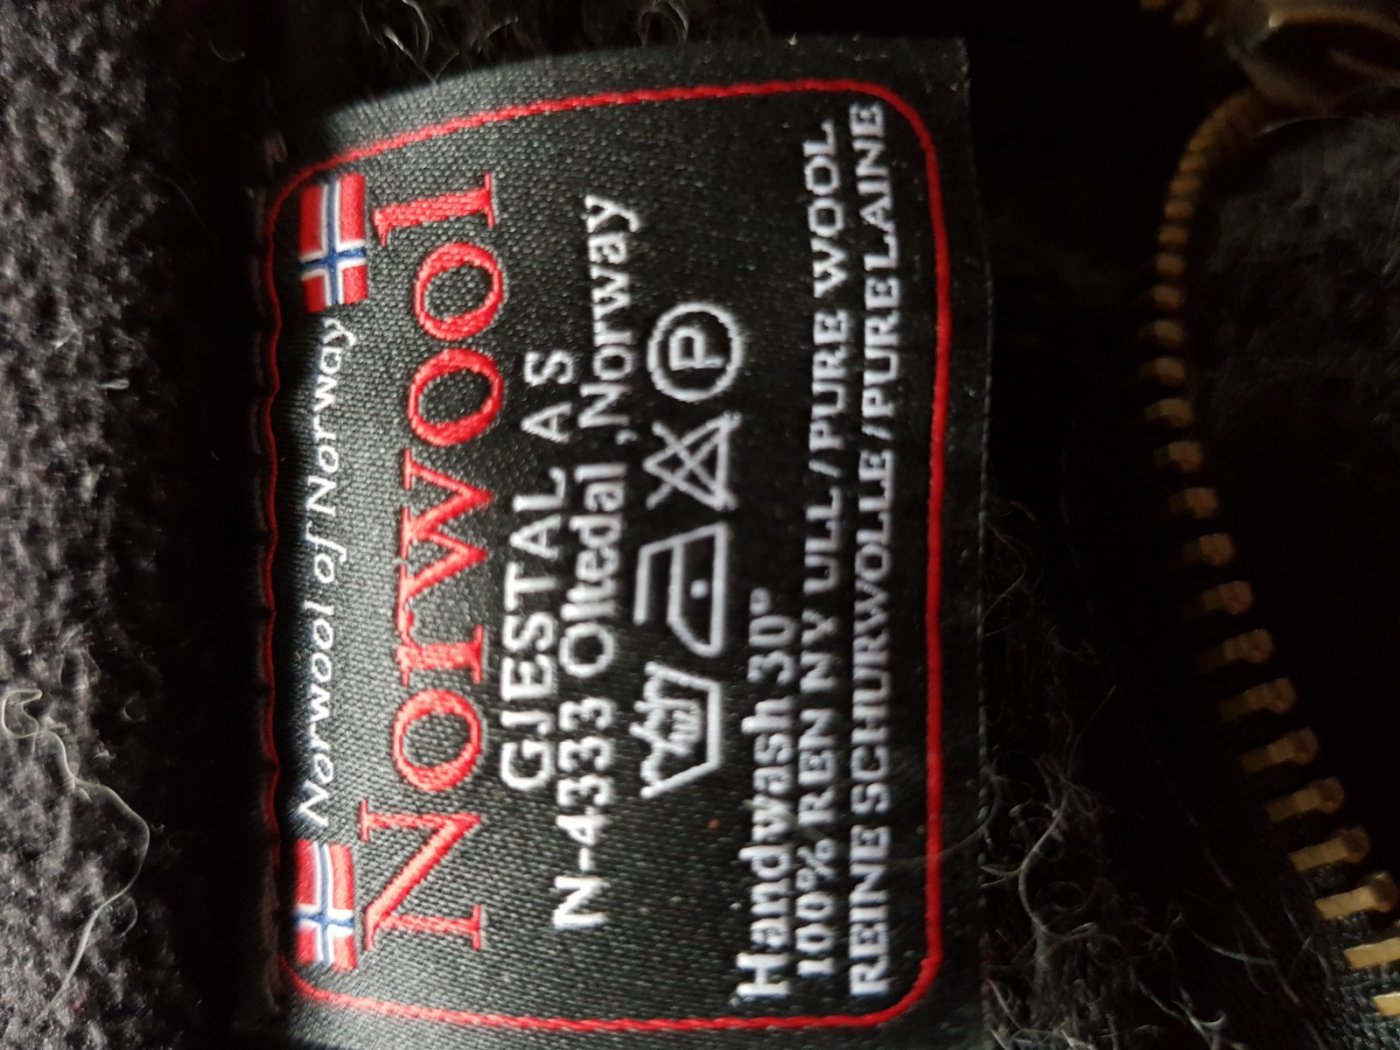 Norwool of Norway
Norwool
GJESTAL AS
N-4333 Oltedal ,Norway
P
Handwash 30°
100% REN NY ULL / PURE WOOL
REINE SCHURWOLLE / PURE LAINE